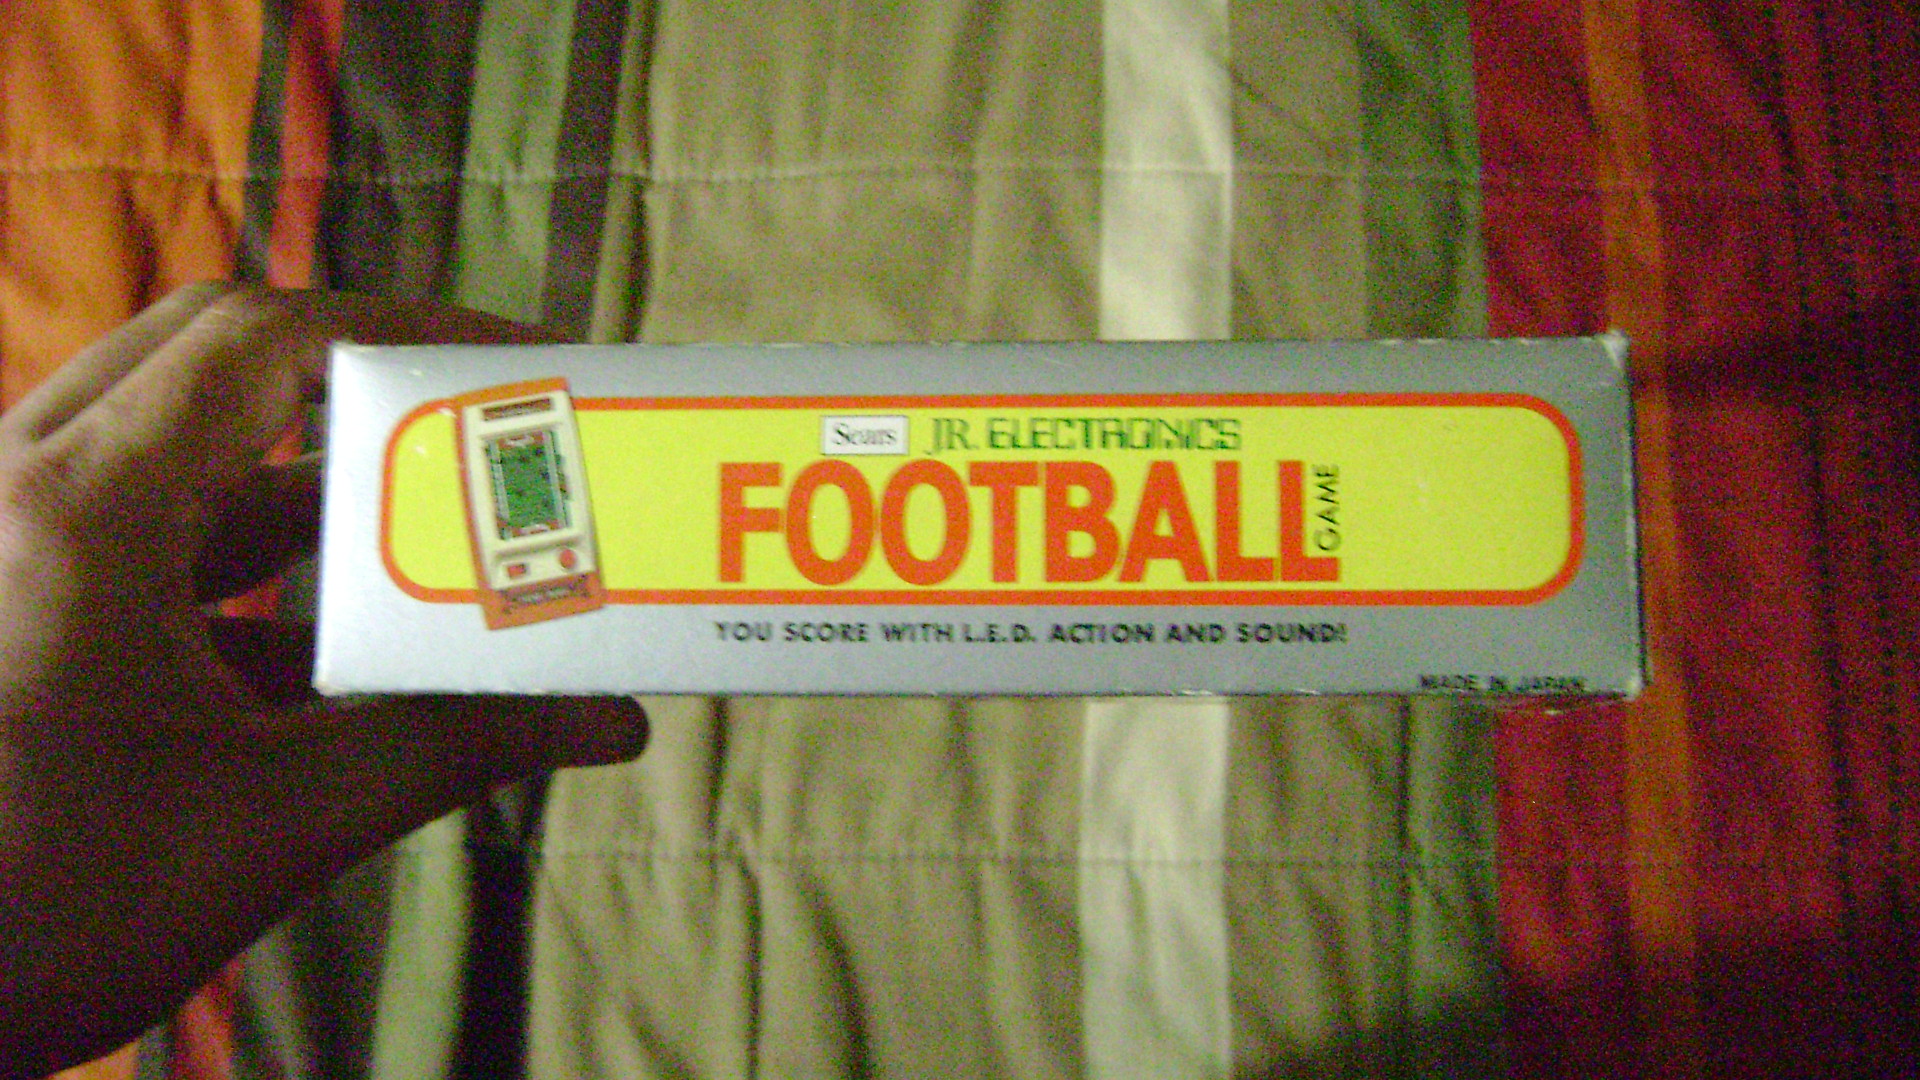 Sears JR. ELECTRONICS
FOOTBALL GAME
YOU SCORE WITH L.E.D. ACTION AND SOUND!
MADE IN JAPAN